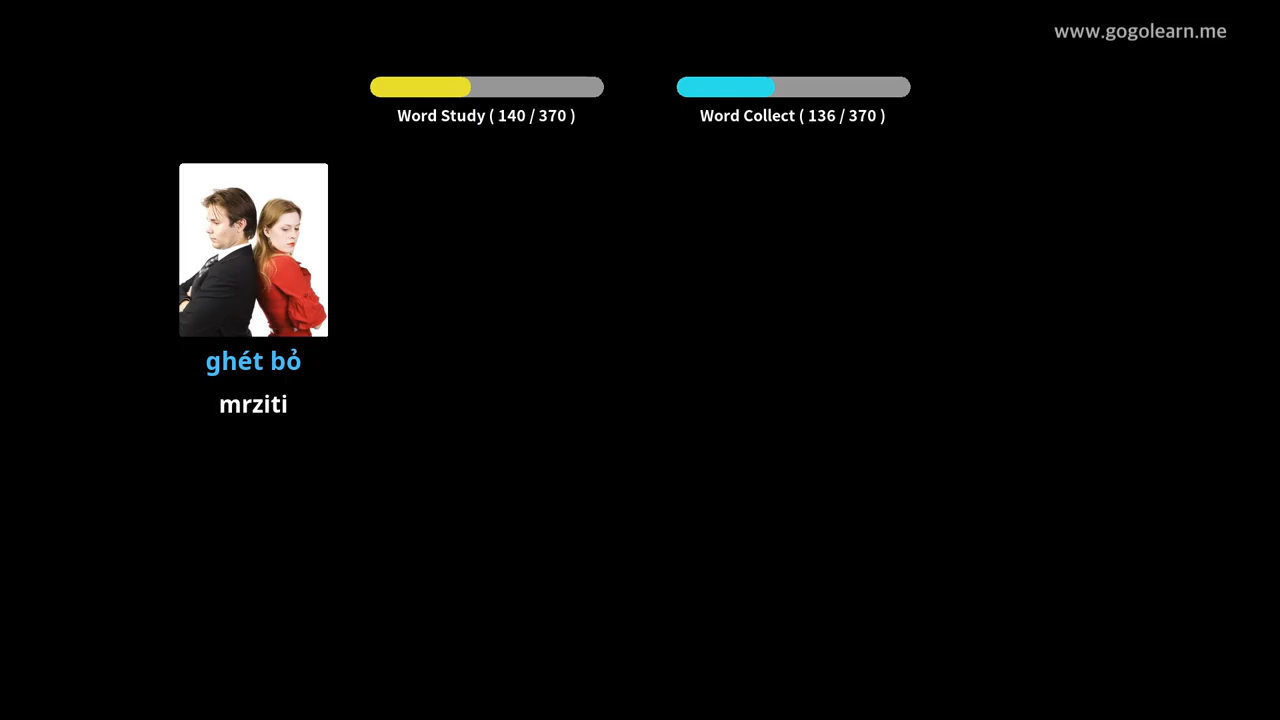 www.gogolearn.me
Word Study ( 140 / 370 )
Word Collect ( 136 / 370 )
ghét bỏ
mrziti